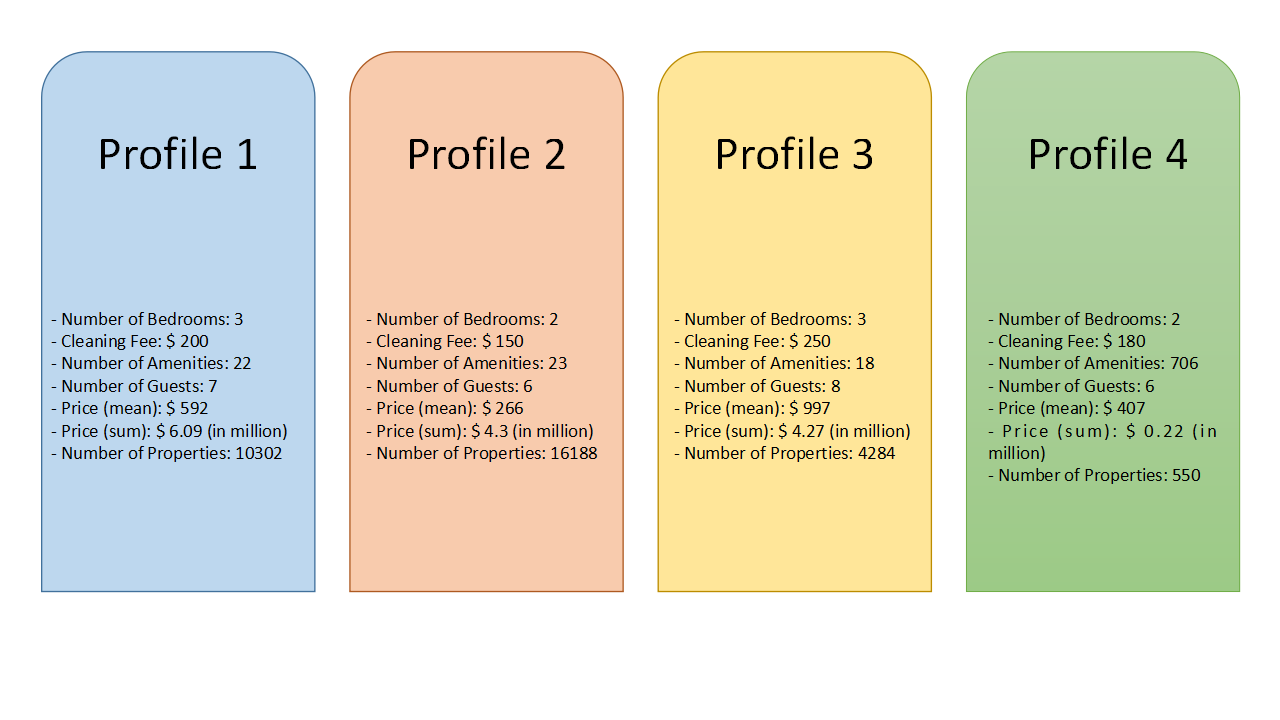 Profile 1
- Number of Bedrooms: 3
- Cleaning Fee: $ 200
- Number of Amenities: 22
- Number of Guests: 7
- Price (mean): $ 592
- Price (sum): $ 6.09 (in million)
- Number of Properties: 10302
Profile 2
- Number of Bedrooms: 2
- Cleaning Fee: $ 150
- Number of Amenities: 23
- Number of Guests: 6
- Price (mean): $ 266
- Price (sum): $ 4.3 (in million)
- Number of Properties: 16188
Profile 3
- Number of Bedrooms: 3
- Cleaning Fee: $ 250
- Number of Amenities: 18
- Number of Guests: 8
- Price (mean): $ 997
- Price (sum): $ 4.27 (in million)
- Number of Properties: 4284
Profile 4
- Number of Bedrooms: 2
- Cleaning Fee: $ 180
- Number of Amenities: 706
- Number of Guests: 6
- Price (mean): $ 407
- Price (sum): $ 0.22 (in
million)
- Number of Properties: 550